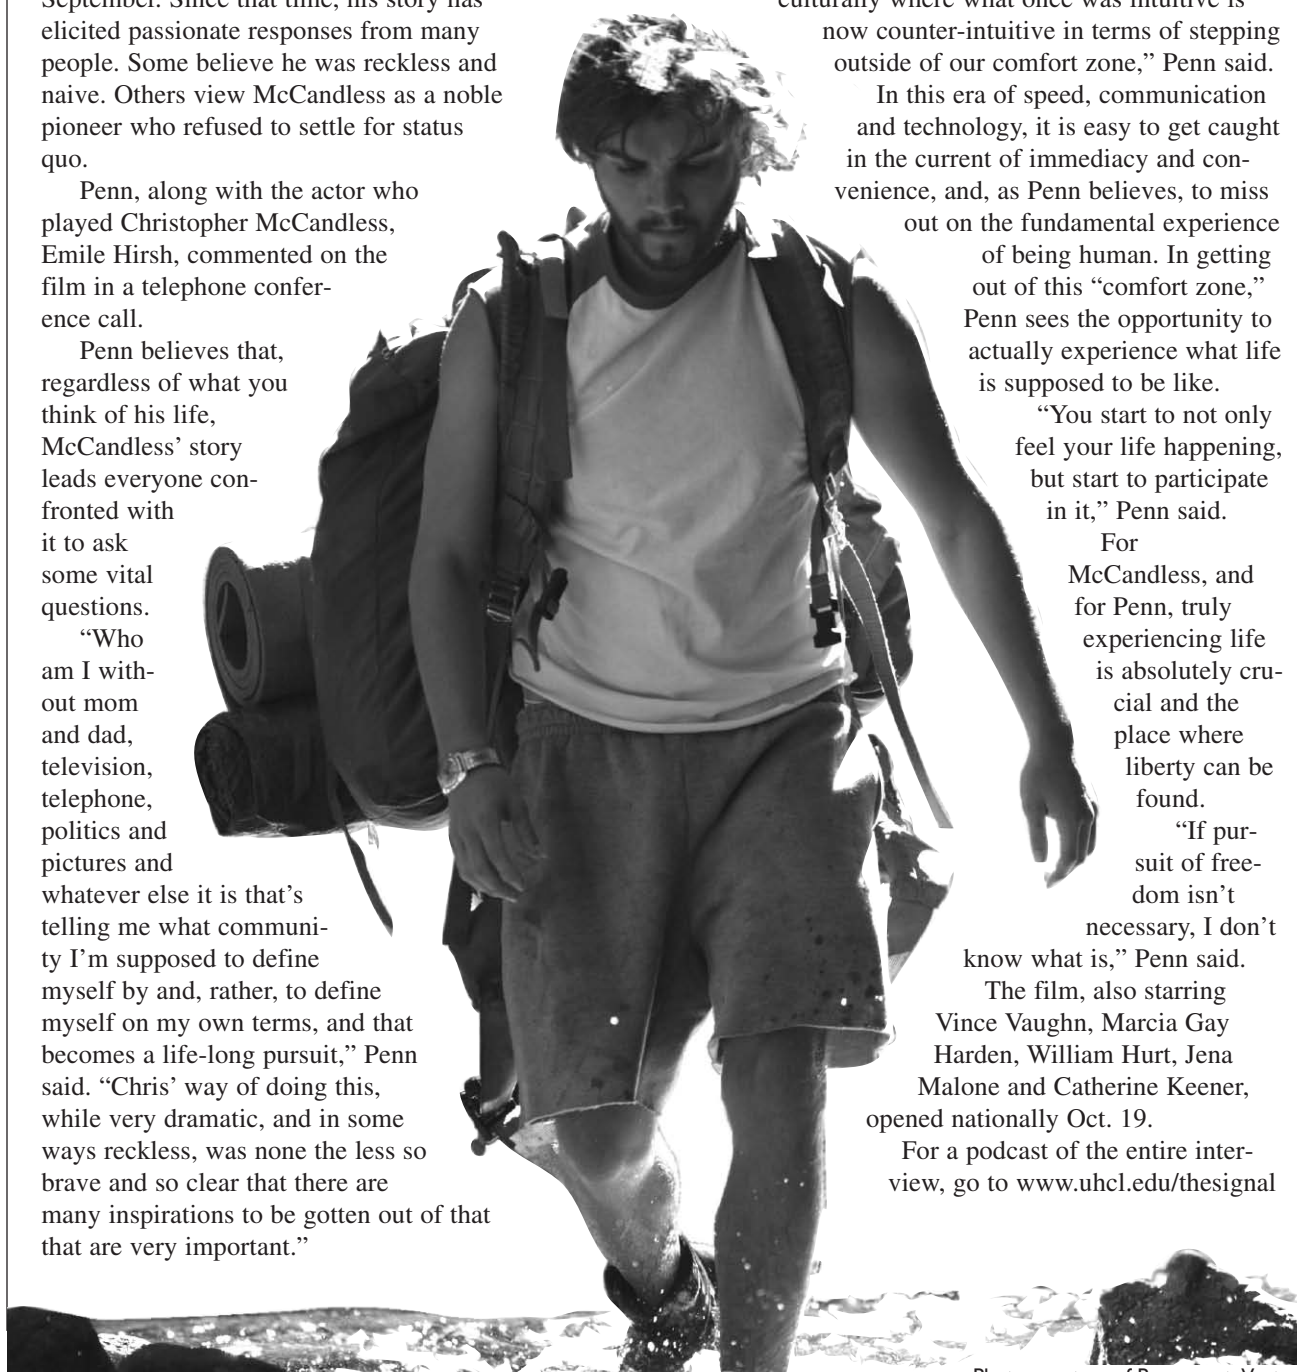 September. Since that time, his story has
elicited passionate responses from many
people. Some believe he was reckless and
naive. Others view McCandless as a noble
pioneer who refused to settle for status
quo.
Penn, along with the actor who
played Christopher McCandless,
Emile Hirsh, commented on the
film in a telephone confer-
ence call.
Penn believes that,
regardless of what you
think of his life,
McCandless’ story
leads everyone con-
fronted with
it to ask
some vital
questions.
“Who
am I with-
out mom
and dad,
television,
telephone,
politics and
pictures and
whatever else it is that’s
telling me what communi-
ty I’m supposed to define
myself by and, rather, to define
myself on my own terms, and that
becomes a life-long pursuit,” Penn
said. “Chris’ way of doing this,
while very dramatic, and in some
ways reckless, was none the less so
brave and so clear that there are
many inspirations to be gotten out of that
that are very important.”
culturally where what once was intuitive is
now counter-intuitive in terms of stepping
outside of our comfort zone,” Penn said.
In this era of speed, communication
and technology, it is easy to get caught
in the current of immediacy and con-
venience, and, as Penn believes, to miss
out on the fundamental experience
of being human. In getting
out of this “comfort zone,”
Penn sees the opportunity to
actually experience what life
is supposed to be like.
“You start to not only
feel your life happening,
but start to participate
in it,” Penn said.
For
McCandless, and
for Penn, truly
experiencing life
is absolutely cru-
cial and the
place where
liberty can be
found.
“If pur-
suit of free-
dom isn’t
necessary, I don’t
know what is,” Penn said.
The film, also starring
Vince Vaughn, Marcia Gay
Harden, William Hurt, Jena
Malone and Catherine Keener,
opened nationally Oct. 19.
For a podcast of the entire inter-
view, go to www.uhcl.edu/thesignal